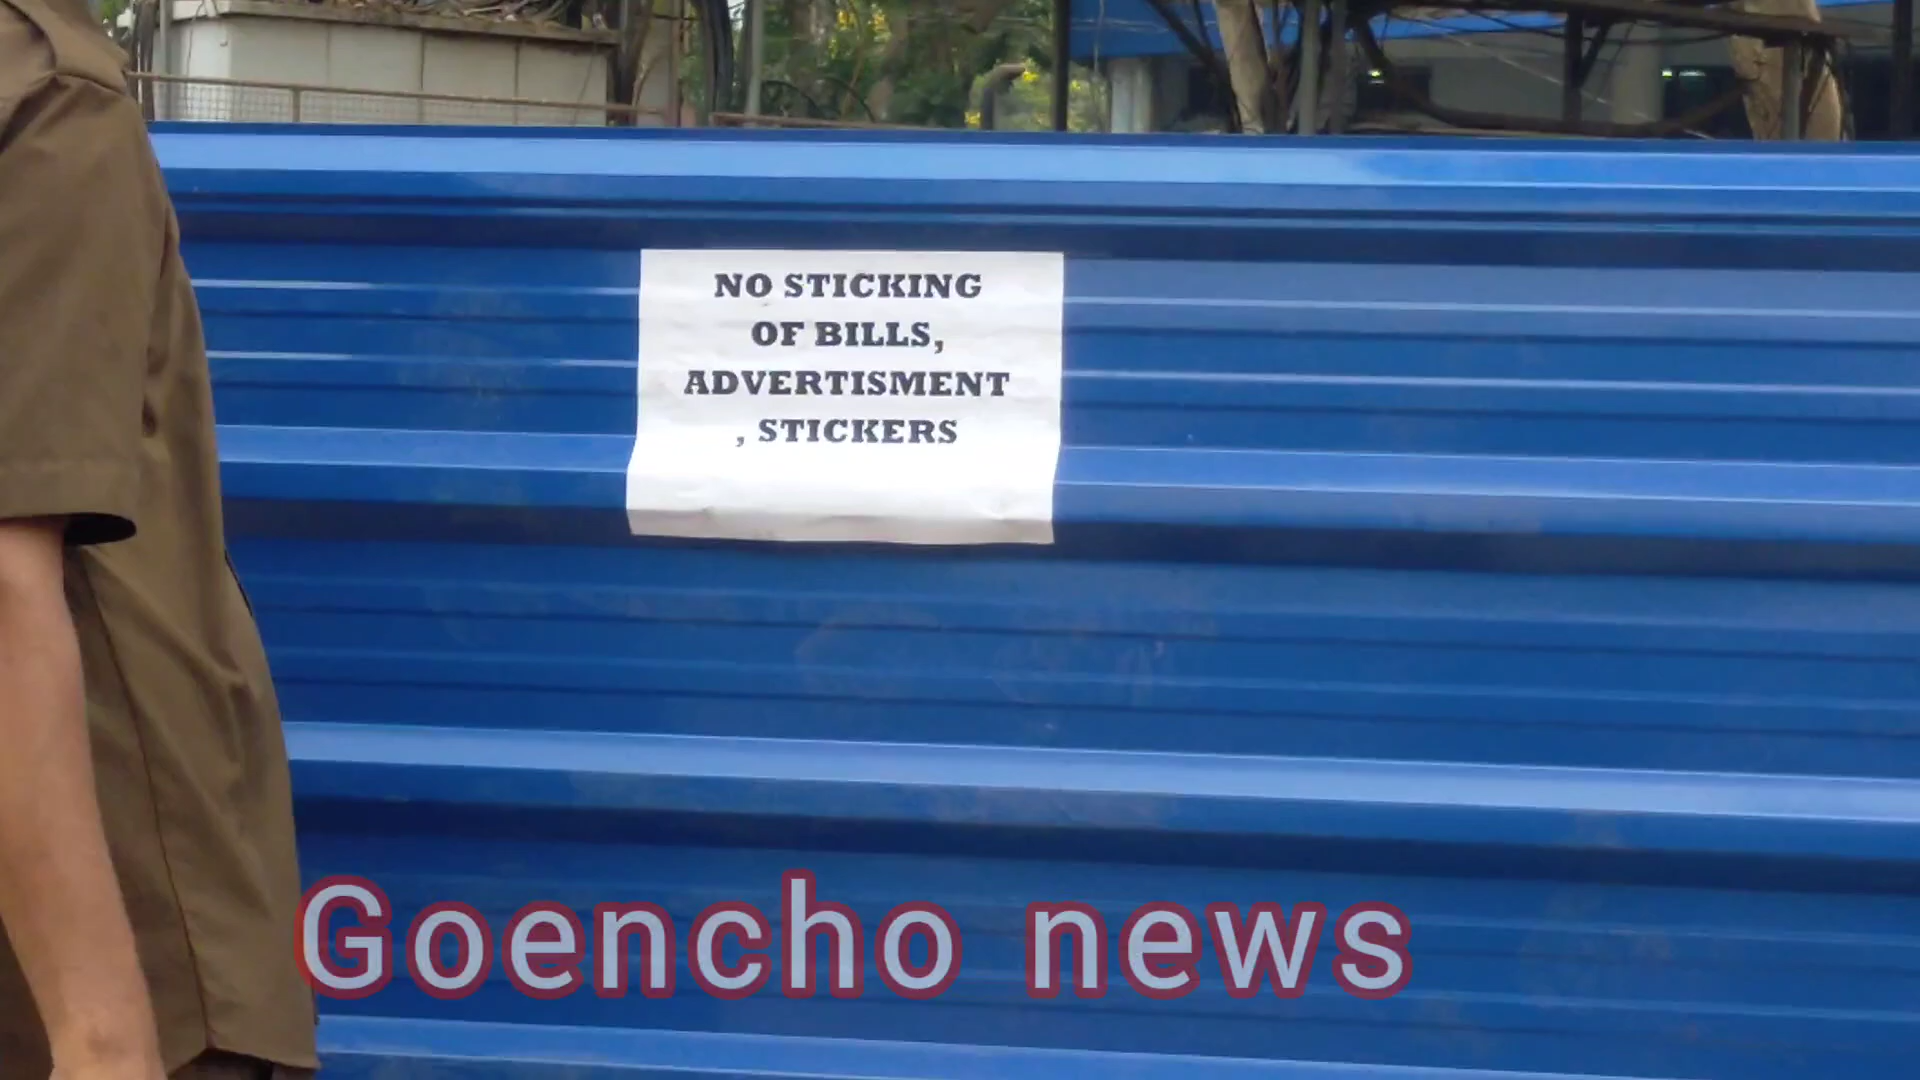 NO STICKING
OF BILLS,
ADVERTISMENT
, STICKERS
Goencho news